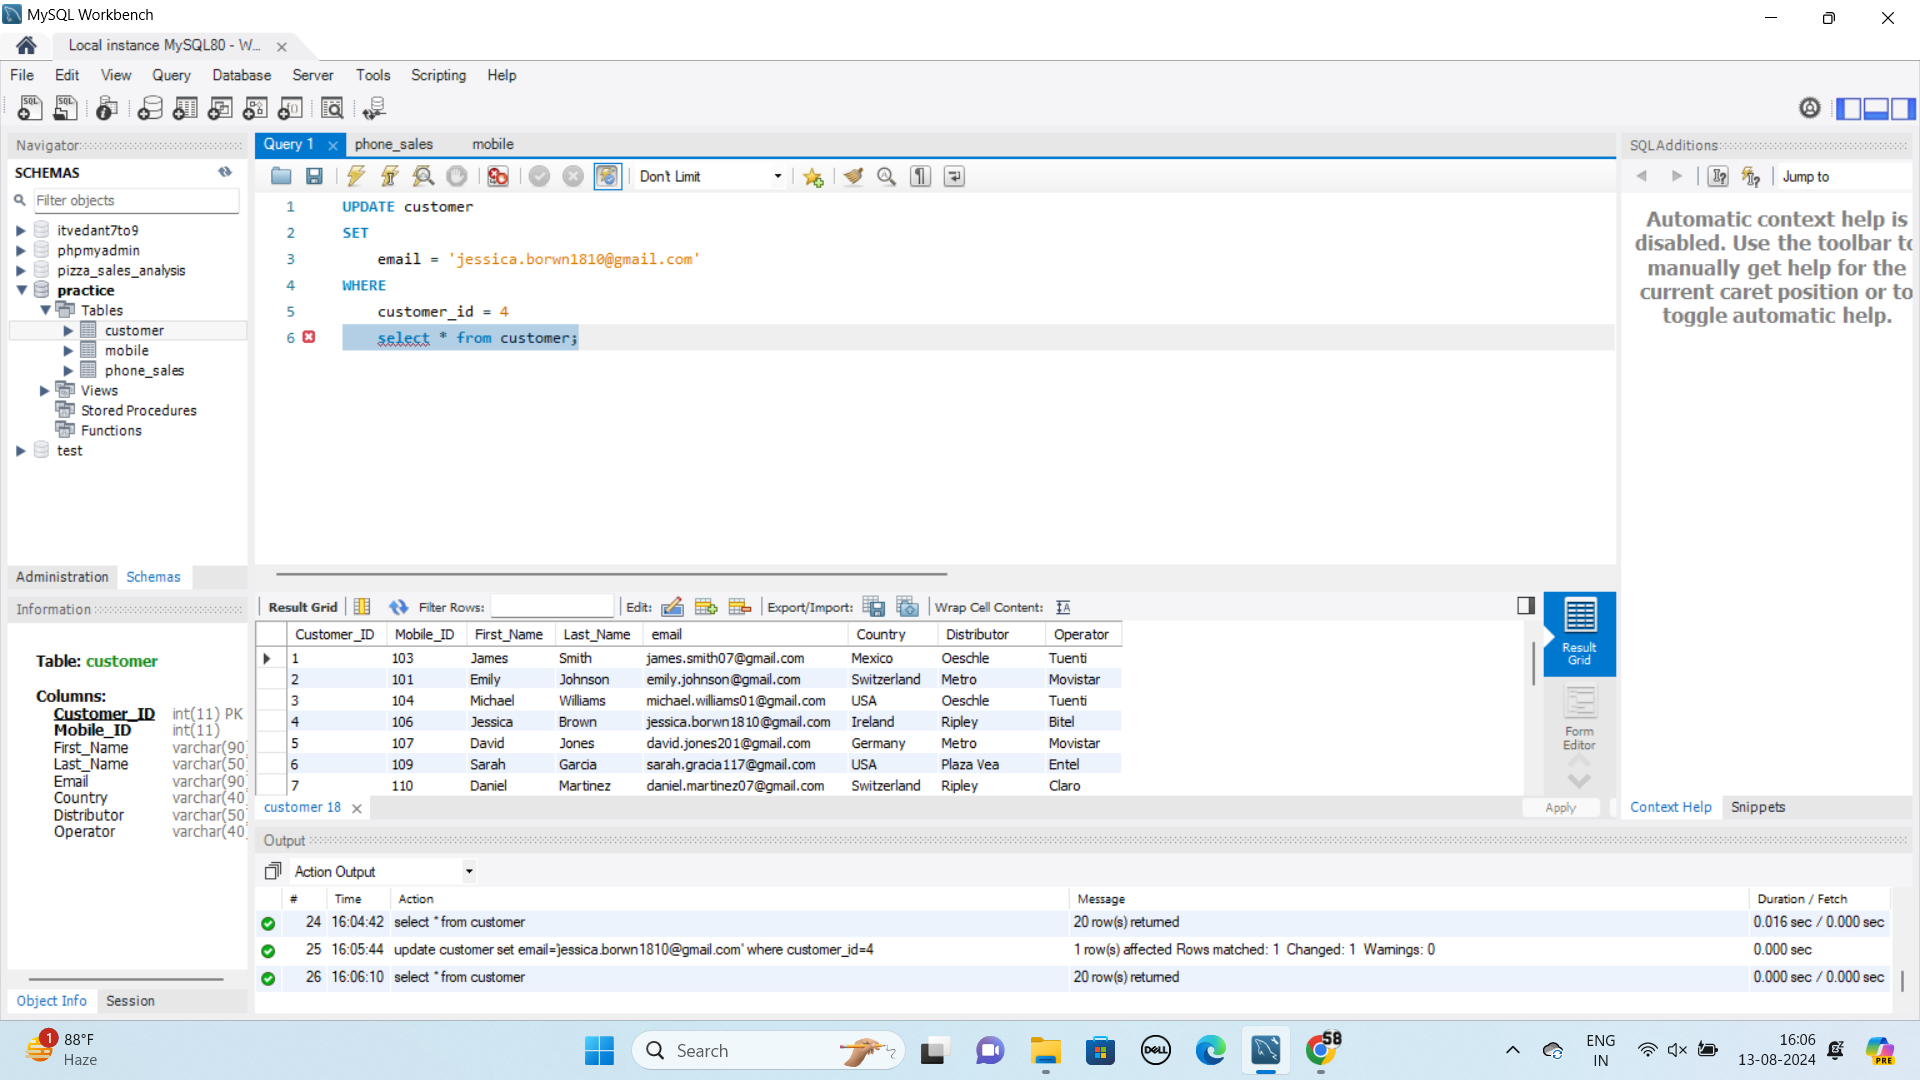 MySQL Workbench
Local instance MySQL80 - W...
File Edit View Query Database Server Tools Scripting Help
Navigator
SCHEMAS
Filter objects
itvedant7to9
phpmyadmin
pizza_sales_analysis
practice
Tables
customer
mobile
phone_sales
Views
Stored Procedures
Functions
test
Administration Schemas
Information
Table: customer
Columns:
Customer_ID int(11) PK
Mobile_ID int(11)
First_Name varchar(90)
Last_Name varchar(50)
Email varchar(90)
Country varchar(40)
Distributor varchar(50)
Operator varchar(40)
Object Info Session
Query 1 phone_sales mobile
Don't Limit
1 UPDATE customer
2 SET
3 email = 'jessica.borwn1810@gmail.com'
4 WHERE
5 customer_id = 4
6 select * from customer;
Result Grid Filter Rows: Edit: Export/Import: Wrap Cell Content:
Customer_ID Mobile_ID First_Name Last_Name email Country Distributor Operator
1 103 James Smith james.smith07@gmail.com Mexico Oeschle Tuenti
2 101 Emily Johnson emily.johnson@gmail.com Switzerland Metro Movistar
3 104 Michael Williams michael.williams01@gmail.com USA Oeschle Tuenti
4 106 Jessica Brown jessica.borwn1810@gmail.com Ireland Ripley Bitel
5 107 David Jones david.jones201@gmail.com Germany Metro Movistar
6 109 Sarah Garcia sarah.gracia117@gmail.com USA Plaza Vea Entel
7 110 Daniel Martinez daniel.martinez07@gmail.com Switzerland Ripley Claro
Result
Grid
Form
Editor
customer 18
Apply
SQLAdditions
Jump to
Automatic context help is
disabled. Use the toolbar to
manually get help for the
current caret position or to
toggle automatic help.
Context Help Snippets
Output
Action Output
# Time Action Message Duration / Fetch
24 16:04:42 select * from customer 20 row(s) returned 0.016 sec / 0.000 sec
25 16:05:44 update customer set email='jessica.borwn1810@gmail.com' where customer_id=4 1 row(s) affected Rows matched: 1 Changed: 1 Warnings: 0 0.000 sec
26 16:06:10 select * from customer 20 row(s) returned 0.000 sec / 0.000 sec
1
88°F
Haze
Search
DELL
58
ENG
IN
16:06
13-08-2024
PRE